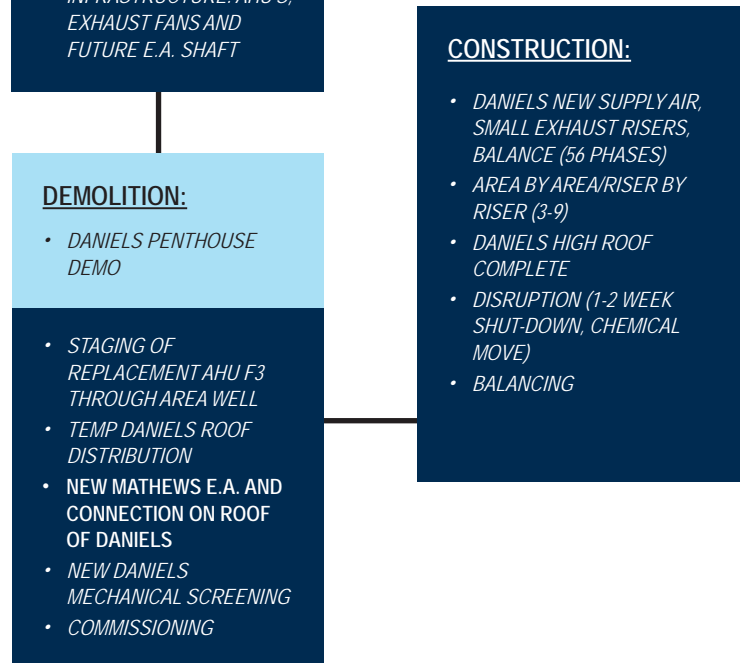 INFRASTRUCTURE: AHU'S,
EXHAUST FANS AND
FUTURE E.A. SHAFT
DEMOLITION:
• DANIELS PENTHOUSE
DEMO
• STAGING OF
REPLACEMENT AHU F3
THROUGH AREA WELL
• TEMP DANIELS ROOF
DISTRIBUTION
• NEW MATHEWS E.A. AND
CONNECTION ON ROOF
OF DANIELS
• NEW DANIELS
MECHANICAL SCREENING
• COMMISSIONING
CONSTRUCTION:
• DANIELS NEW SUPPLY AIR,
SMALL EXHAUST RISERS,
BALANCE (56 PHASES)
• AREA BY AREA/RISER BY
RISER (3-9)
• DANIELS HIGH ROOF
COMPLETE
• DISRUPTION (1-2 WEEK
SHUT-DOWN, CHEMICAL
MOVE)
• BALANCING